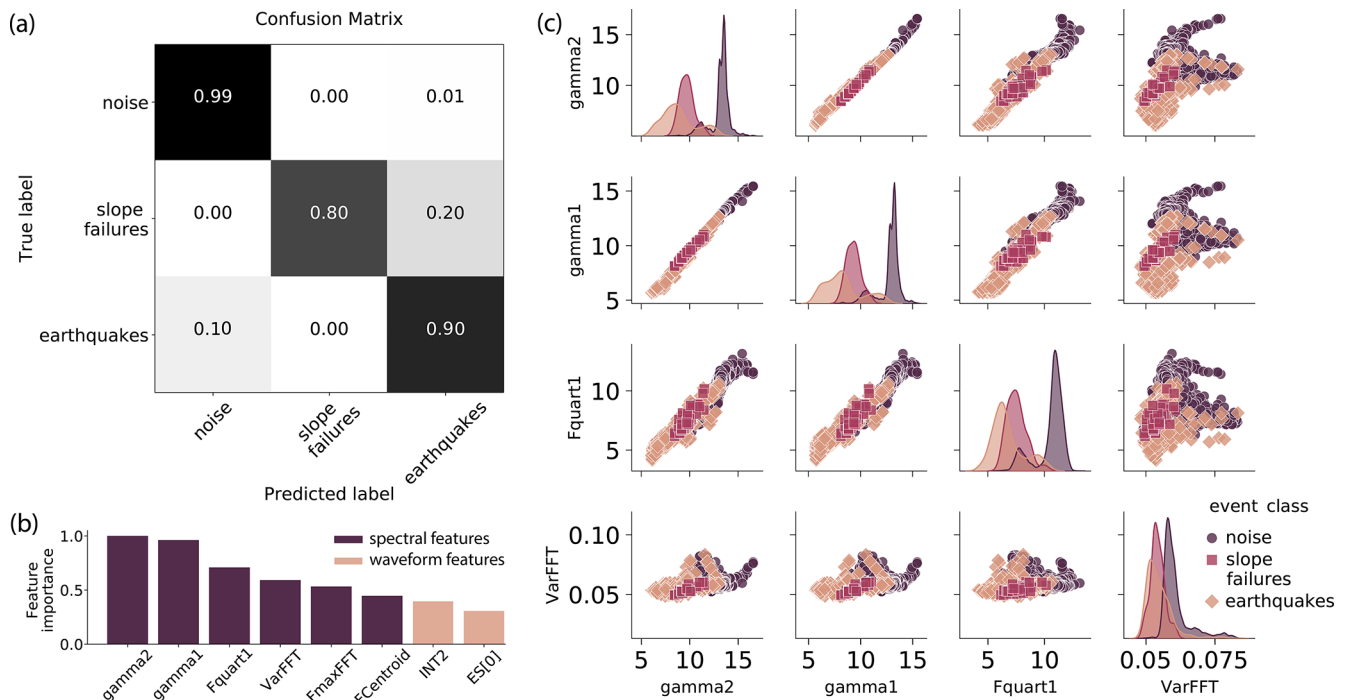 (a)
Confusion Matrix
True label
noise
0.99
0.00
0.01
slope
failures
0.00
0.80
0.20
earthquakes
0.10
0.00
0.90
noise
slope
failures
earthquakes
Predicted label
(b)
Feature
importance
1.0
0.5
0.0
spectral features
waveform features
gamma2
gamma1
Fquart1
VarFFT
FmaxFFT
FCentroid
INT2
ES[0]
(c)
gamma2
15
10
gamma1
15
10
5
Fquart1
10
5
VarFFT
0.10
0.05
5
10
15
gamma2
5
10
15
gamma1
5
10
Fquart1
0.05
0.075
VarFFT
event class
noise
slope
failures
earthquakes